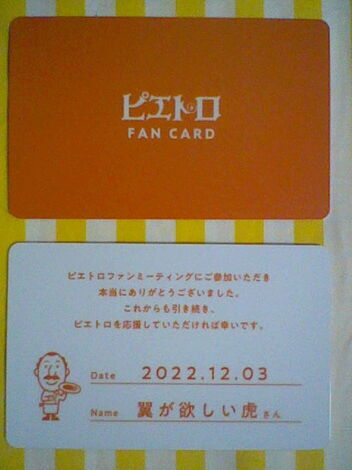 ピエトロ
FAN CARD
ピエトロファンミーティングにご参加いただき
本当にありがとうございました。
これからも引き続き、
ピエトロを応援していただければ幸いです。
Date 2022.12.03
Name 翼が欲しい虎さん